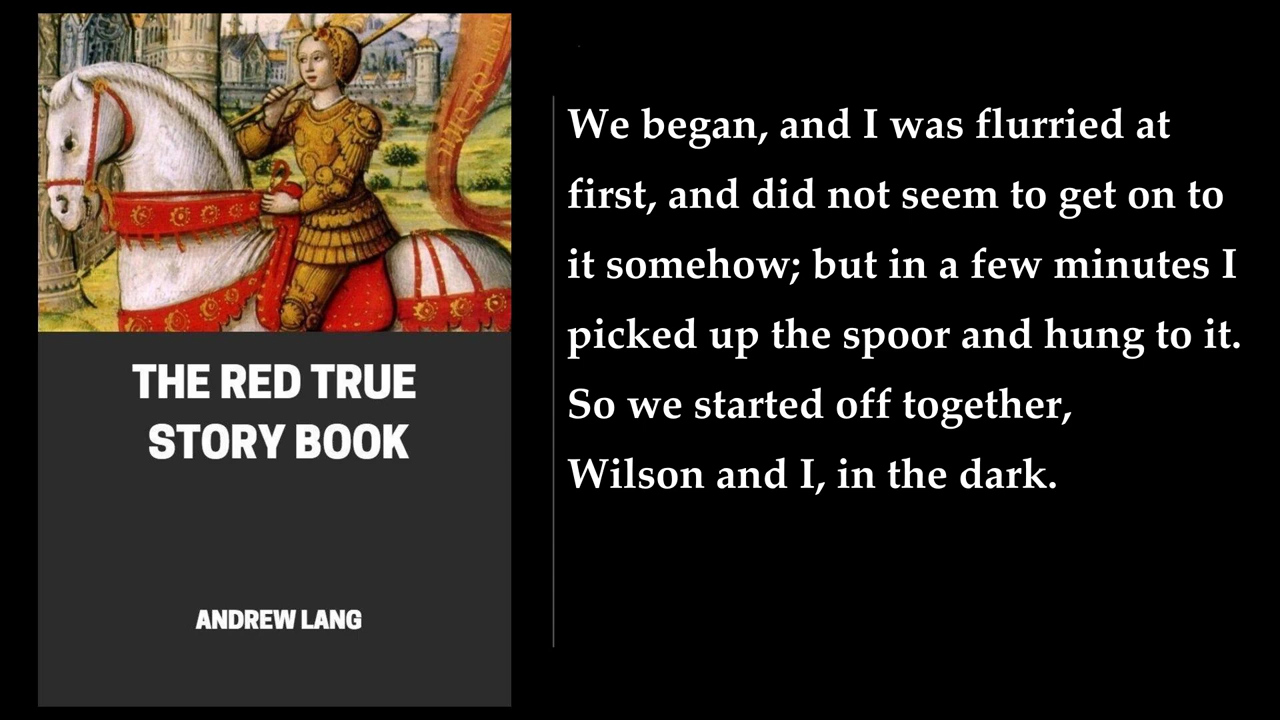 THE RED TRUE
STORY BOOK
ANDREW LANG
We began, and I was flurried at
first, and did not seem to get on to
it somehow; but in a few minutes I
picked up the spoor and hung to it.
So we started off together,
Wilson and I, in the dark.